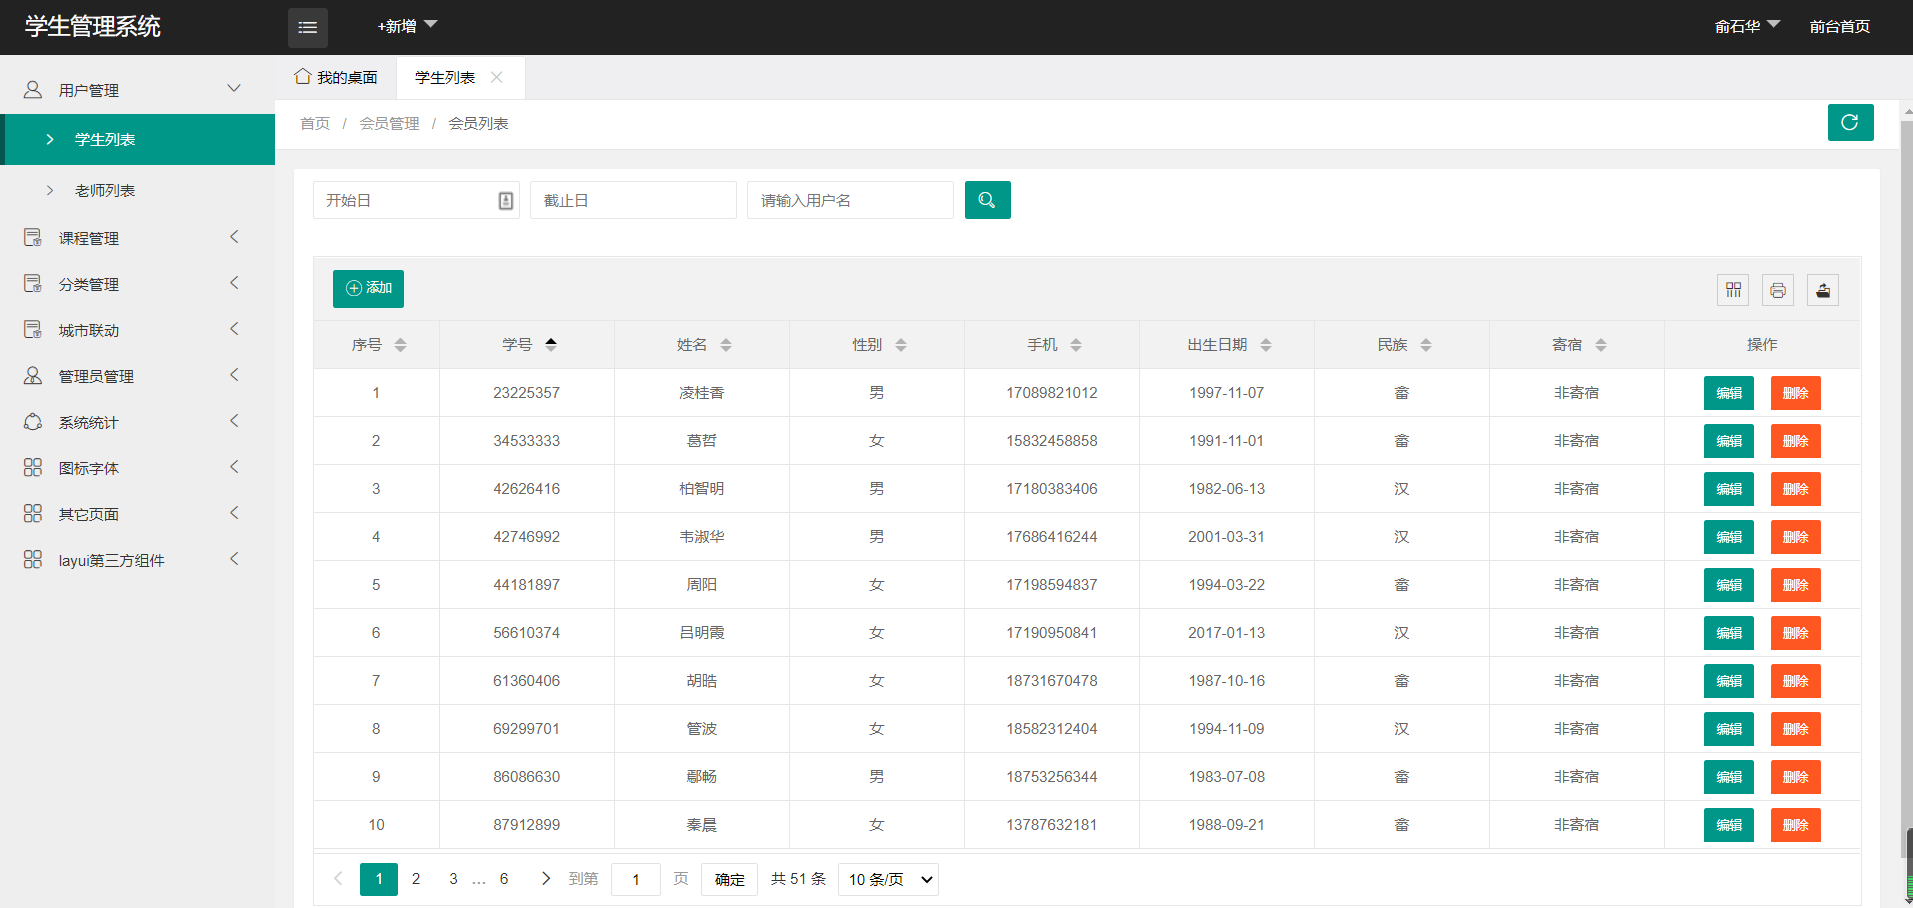 学生管理系统
+新增
俞石华
前台首页
用户管理
学生列表
老师列表
课程管理
分类管理
城市联动
管理员管理
系统统计
图标字体
其它页面
layui第三方组件
我的桌面
学生列表
首页 / 会员管理 / 会员列表
开始日
截止日
请输入用户名
添加
序号 学号 姓名 性别 手机 出生日期 民族 寄宿 操作
1 23225357 凌桂香 男 17089821012 1997-11-07 畲 非寄宿 编辑 删除
2 34533333 葛哲 女 15832458858 1991-11-01 畲 非寄宿 编辑 删除
3 42626416 柏智明 男 17180383406 1982-06-13 汉 非寄宿 编辑 删除
4 42746992 韦淑华 男 17686416244 2001-03-31 汉 非寄宿 编辑 删除
5 44181897 周阳 女 17198594837 1994-03-22 畲 非寄宿 编辑 删除
6 56610374 吕明霞 女 17190950841 2017-01-13 汉 非寄宿 编辑 删除
7 61360406 胡晧 女 18731670478 1987-10-16 畲 非寄宿 编辑 删除
8 69299701 管波 女 18582312404 1994-11-09 汉 非寄宿 编辑 删除
9 86086630 鄢畅 男 18753256344 1983-07-08 畲 非寄宿 编辑 删除
10 87912899 秦晨 女 13787632181 1988-09-21 畲 非寄宿 编辑 删除
1 2 3 … 6 到第 1 页 确定 共 51 条 10 条/页